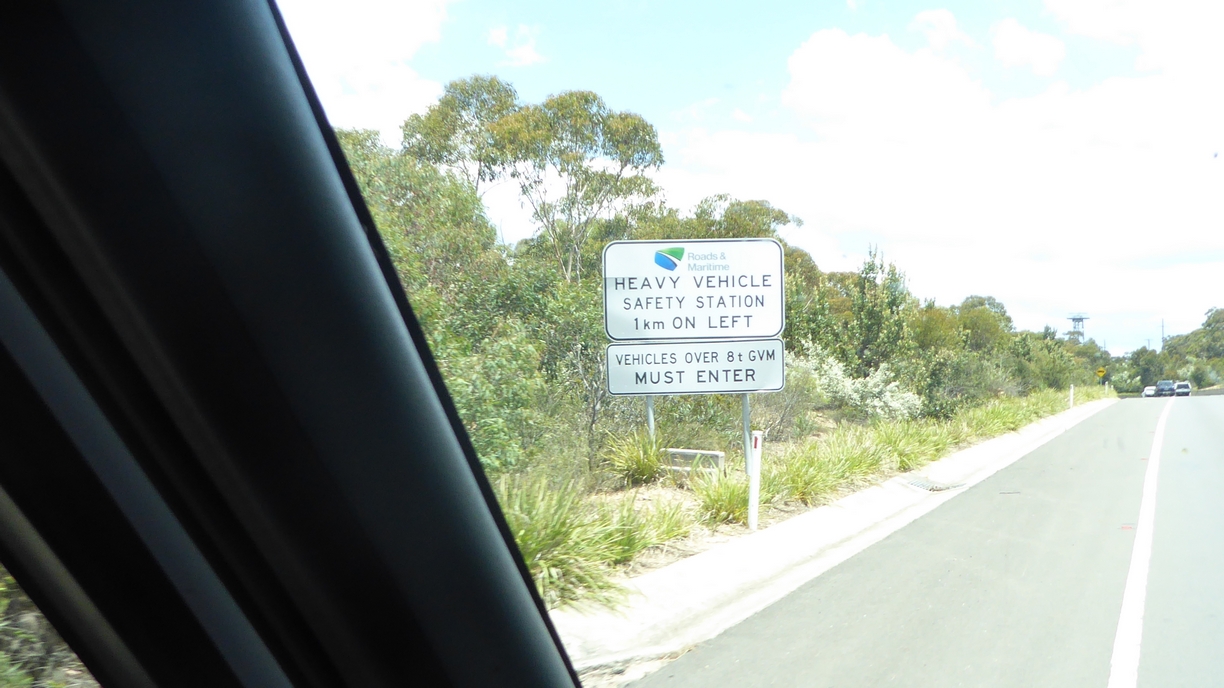 Roads &
Maritime
HEAVY VEHICLE
SAFETY STATION
1km ON LEFT
VEHICLES OVER 8t GVM
MUST ENTER